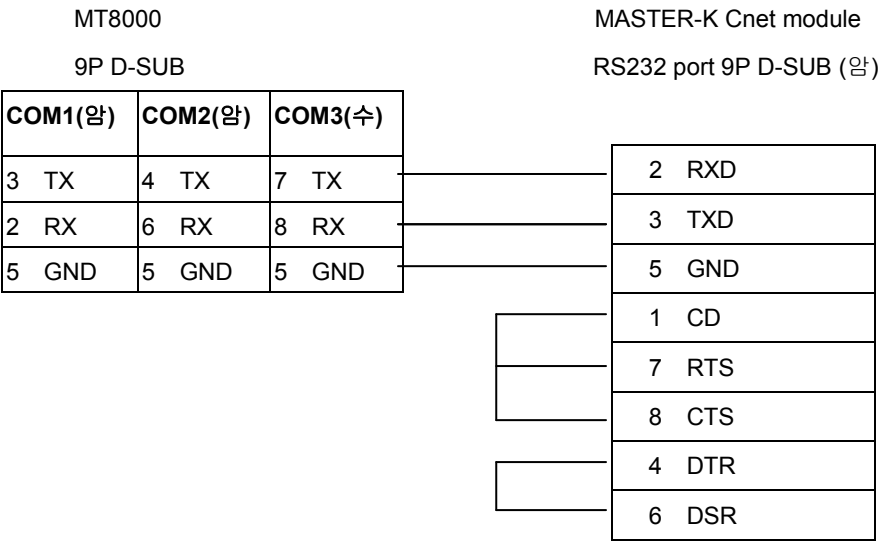 MT8000
9P D-SUB
MASTER-K Cnet module
RS232 port 9P D-SUB (암)
COM1(암) COM2(암) COM3(수)
3 TX 4 TX 7 TX
2 RX 6 RX 8 RX
5 GND 5 GND 5 GND
2 RXD
3 TXD
5 GND
1 CD
7 RTS
8 CTS
4 DTR
6 DSR